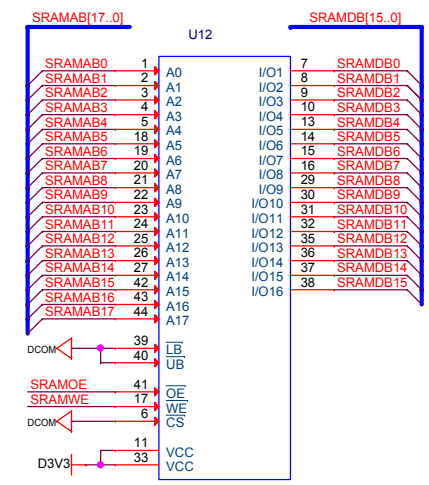 SRAMAB[17..0] SRAMDB[15..0]
U12
SRAMAB0 1 A0 I/O1 7 SRAMDB0
SRAMAB1 2 A1 I/O2 8 SRAMDB1
SRAMAB2 3 A2 I/O3 9 SRAMDB2
SRAMAB3 4 A3 I/O4 10 SRAMDB3
SRAMAB4 5 A4 I/O5 13 SRAMDB4
SRAMAB5 18 A5 I/O6 14 SRAMDB5
SRAMAB6 19 A6 I/O7 15 SRAMDB6
SRAMAB7 20 A7 I/O8 16 SRAMDB7
SRAMAB8 21 A8 I/O9 29 SRAMDB8
SRAMAB9 22 A9 I/O10 30 SRAMDB9
SRAMAB10 23 A10 I/O11 31 SRAMDB10
SRAMAB11 24 A11 I/O12 32 SRAMDB11
SRAMAB12 25 A12 I/O13 35 SRAMDB12
SRAMAB13 26 A13 I/O14 36 SRAMDB13
SRAMAB14 27 A14 I/O15 37 SRAMDB14
SRAMAB15 42 A15 I/O16 38 SRAMDB15
SRAMAB16 43 A16
SRAMAB17 44 A17
DCOM 39 LB
40 UB
SRAMOE 41 OE
SRAMWE 17 WE
DCOM 6 CS
11 VCC
D3V3 33 VCC